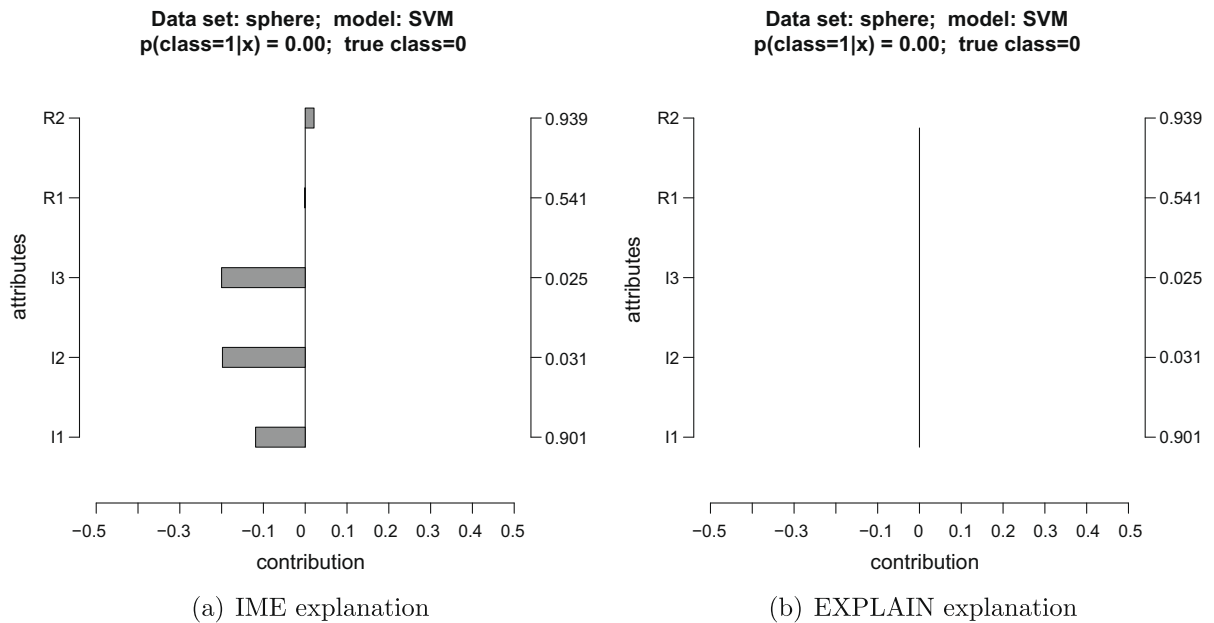 Data set: sphere; model: SVM
p(class=1|x) = 0.00; true class=0
attributes
R2
R1
I3
I2
I1
0.939
0.541
0.025
0.031
0.901
−0.5 −0.3 −0.1 0 0.1 0.2 0.3 0.4 0.5
contribution
(a) IME explanation
Data set: sphere; model: SVM
p(class=1|x) = 0.00; true class=0
attributes
R2
R1
I3
I2
I1
0.939
0.541
0.025
0.031
0.901
−0.5 −0.3 −0.1 0 0.1 0.2 0.3 0.4 0.5
contribution
(b) EXPLAIN explanation